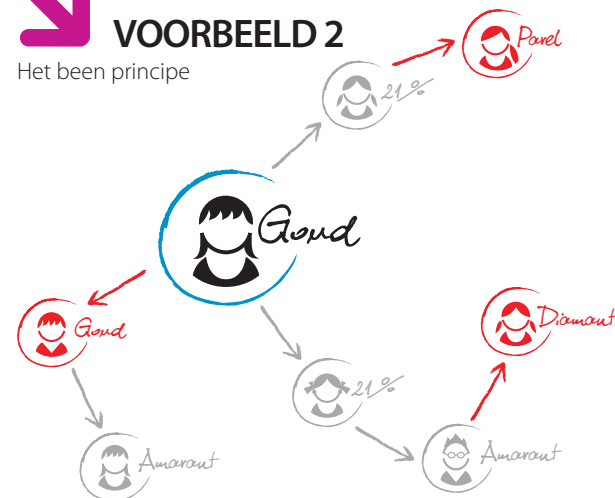 VOORBEELD 2
Het been principe
Parel
21%
Goud
Goud
Diamant
21%
Amarant
Amarant